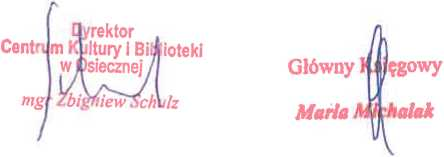 Dyrektor
Centrum Kultury i Biblioteki
w Osiecznej
mgr Zbigniew Schulz
Główny Księgowy
Maria Michalak